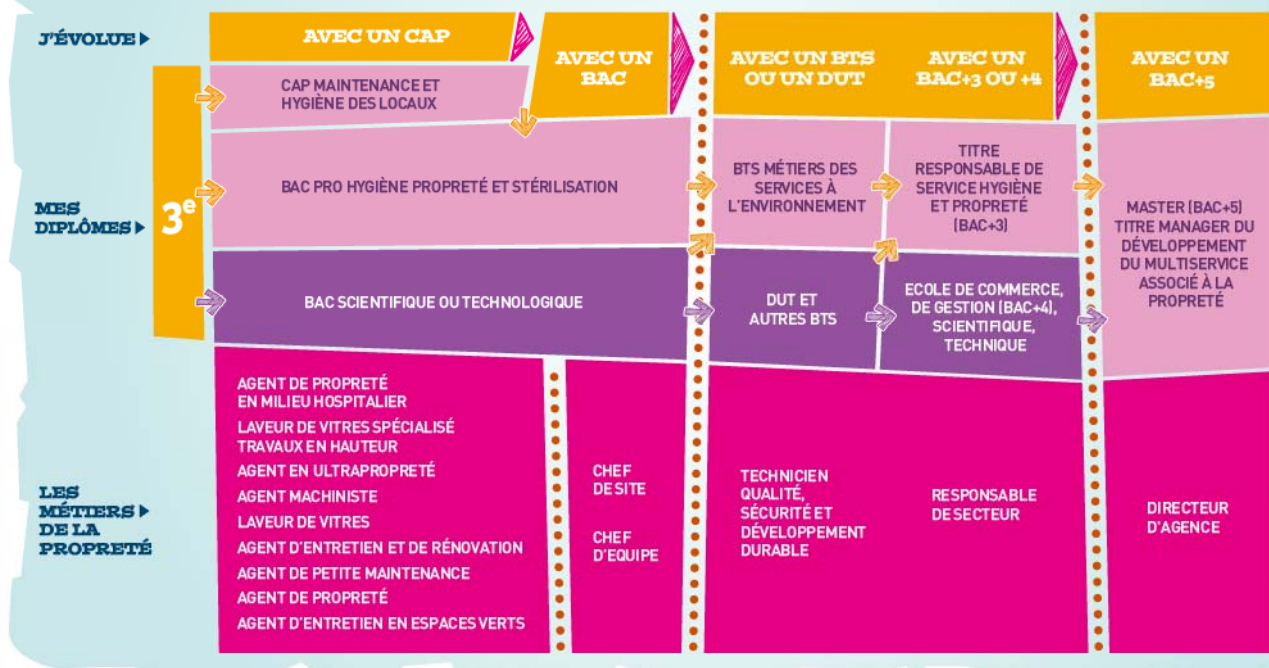 J'ÉVOLUE
AVEC UN CAP
AVEC UN
BAC
AVEC UN BTS
OU UN DUT
AVEC UN
BAC+3 OU +4
AVEC UN
BAC+5
MES
DIPLÔMES
3e
CAP MAINTENANCE ET
HYGIÈNE DES LOCAUX
BAC PRO HYGIÈNE PROPRETÉ ET STÉRILISATION
BTS MÉTIERS DES
SERVICES À
L'ENVIRONNEMENT
TITRE
RESPONSABLE DE
SERVICE HYGIÈNE
ET PROPRETÉ
(BAC+3)
MASTER (BAC+5)
TITRE MANAGER DU
DÉVELOPPEMENT
DU MULTISERVICE
ASSOCIÉ À LA
PROPRETÉ
BAC SCIENTIFIQUE OU TECHNOLOGIQUE
DUT ET
AUTRES BTS
ECOLE DE COMMERCE,
DE GESTION (BAC+4),
SCIENTIFIQUE,
TECHNIQUE
LES
MÉTIERS
DE LA
PROPRETÉ
AGENT DE PROPRETÉ
EN MILIEU HOSPITALIER
LAVEUR DE VITRES SPÉCIALISÉ
TRAVAUX EN HAUTEUR
AGENT EN ULTRAPROPRETÉ
AGENT MACHINISTE
LAVEUR DE VITRES
AGENT D'ENTRETIEN ET DE RÉNOVATION
AGENT DE PETITE MAINTENANCE
AGENT DE PROPRETÉ
AGENT D'ENTRETIEN EN ESPACES VERTS
CHEF
DE SITE
CHEF
D'EQUIPE
TECHNICIEN
QUALITÉ,
SÉCURITÉ ET
DÉVELOPPEMENT
DURABLE
RESPONSABLE
DE SECTEUR
DIRECTEUR
D'AGENCE